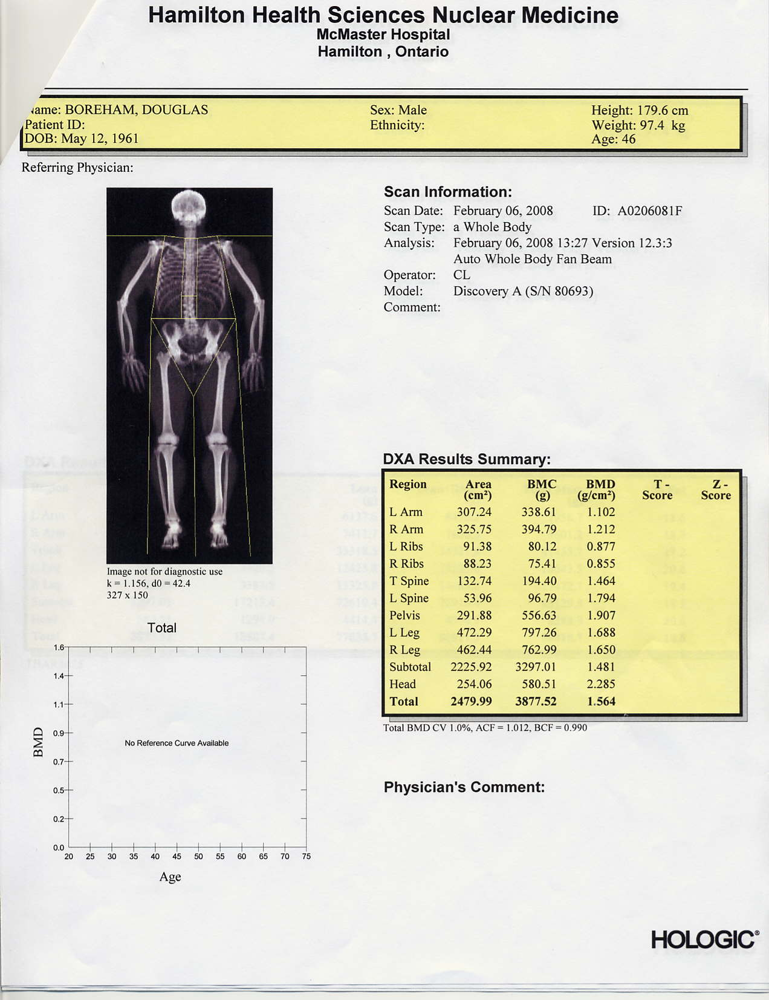 Hamilton Health Sciences Nuclear Medicine
McMaster Hospital
Hamilton , Ontario
Name: BOREHAM, DOUGLAS Sex: Male Height: 179.6 cm
Patient ID: Ethnicity: Weight: 97.4 kg
DOB: May 12, 1961 Age: 46
Referring Physician:
Scan Information:
Scan Date: February 06, 2008 ID: A0206081F
Scan Type: a Whole Body
Analysis: February 06, 2008 13:27 Version 12.3:3
Auto Whole Body Fan Beam
Operator: CL
Model: Discovery A (S/N 80693)
Comment:
Image not for diagnostic use
k = 1.156, d0 = 42.4
327 x 150
DXA Results Summary:
Region Area BMC BMD T - Z -
(cm²) (g) (g/cm²) Score Score
L Arm 307.24 338.61 1.102
R Arm 325.75 394.79 1.212
L Ribs 91.38 80.12 0.877
R Ribs 88.23 75.41 0.855
T Spine 132.74 194.40 1.464
L Spine 53.96 96.79 1.794
Pelvis 291.88 556.63 1.907
L Leg 472.29 797.26 1.688
R Leg 462.44 762.99 1.650
Subtotal 2225.92 3297.01 1.481
Head 254.06 580.51 2.285
Total 2479.99 3877.52 1.564
Total BMD CV 1.0%, ACF = 1.012, BCF = 0.990
Total
1.6
1.4
1.1
0.9
0.7
0.5
0.2
0.0
BMD
No Reference Curve Available
20 25 30 35 40 45 50 55 60 65 70 75
Age
Physician's Comment:
HOLOGIC®